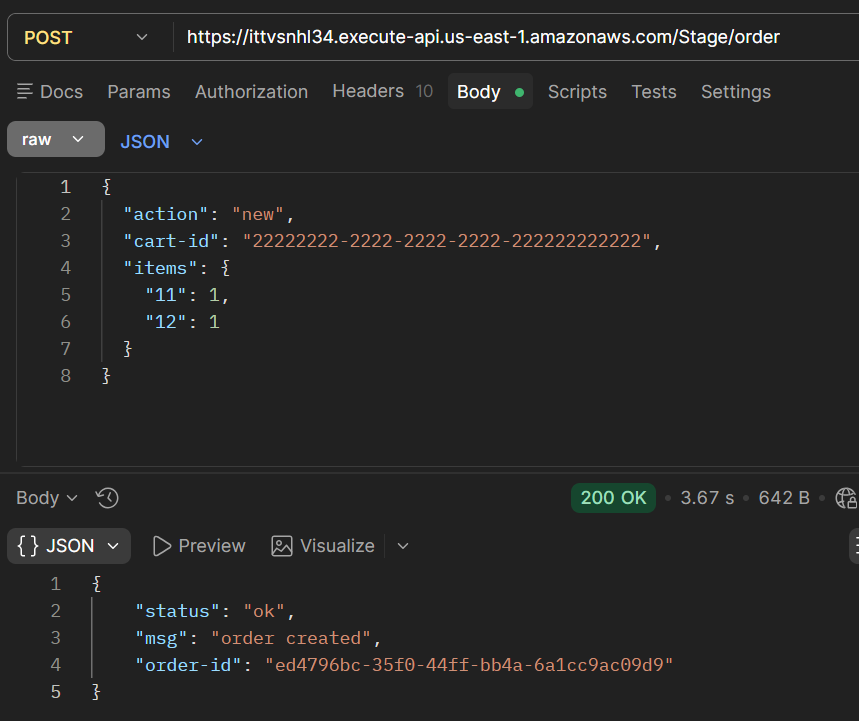 POST https://ittvsnhl34.execute-api.us-east-1.amazonaws.com/Stage/order
Docs Params Authorization Headers 10 Body Scripts Tests Settings
raw JSON
1 {
2 "action": "new",
3 "cart-id": "22222222-2222-2222-2222-222222222222",
4 "items": {
5 "11": 1,
6 "12": 1
7 }
8 }
Body 200 OK 3.67 s 642 B
{} JSON Preview Visualize
1 {
2 "status": "ok",
3 "msg": "order created",
4 "order-id": "ed4796bc-35f0-44ff-bb4a-6a1cc9ac09d9"
5 }